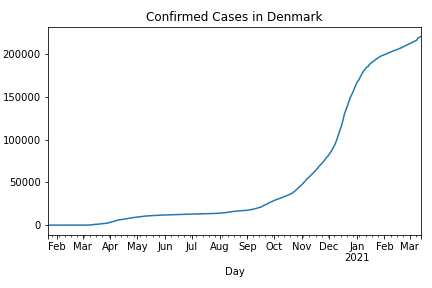 Confirmed Cases in Denmark
200000
150000
100000
50000
0
Feb Mar Apr May Jun Jul Aug Sep Oct Nov Dec Jan Feb Mar
2021
Day